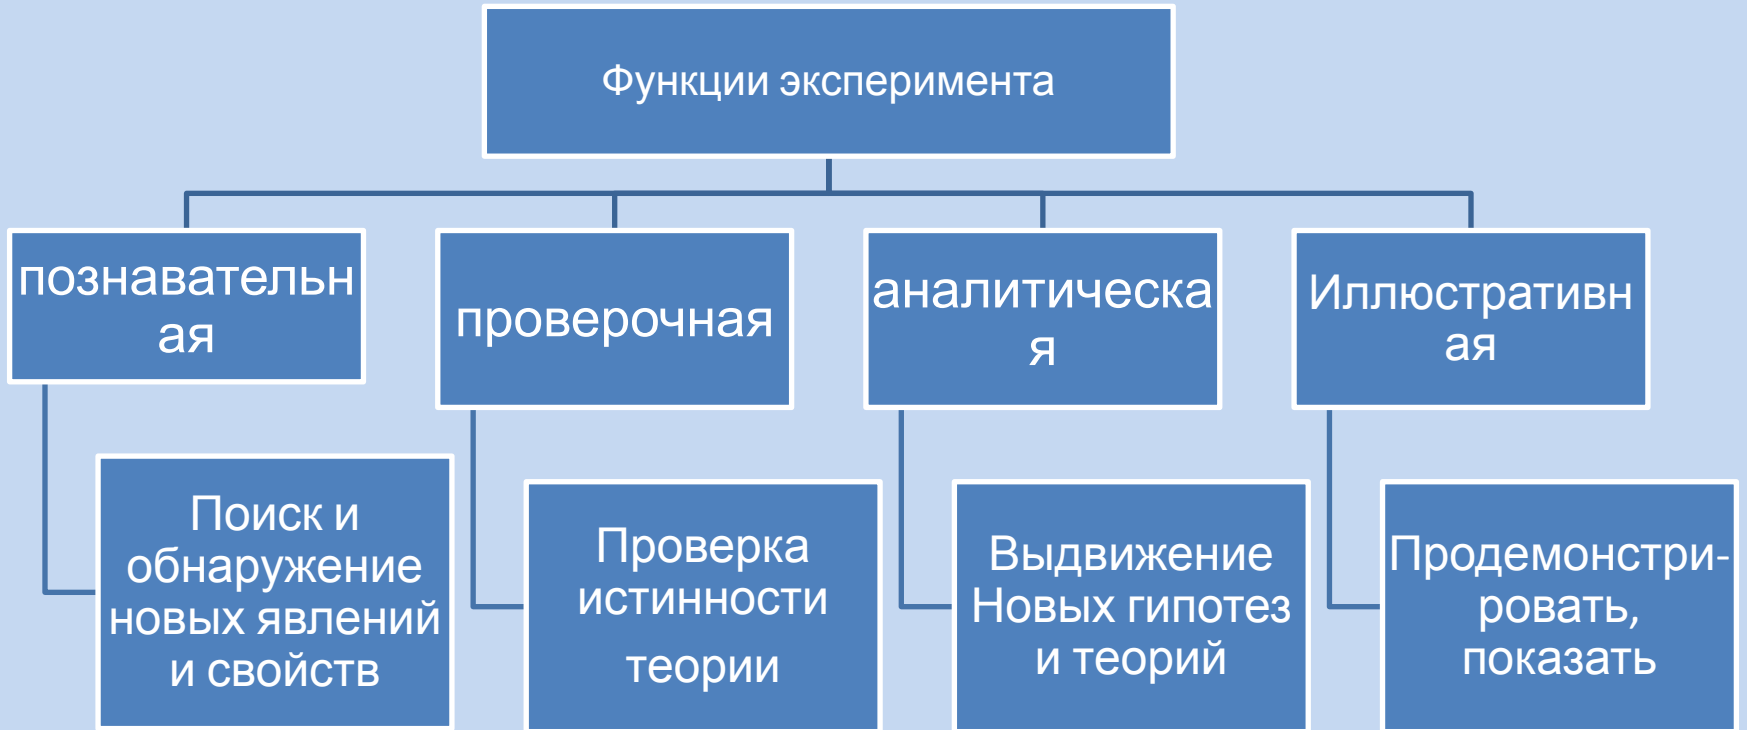 Функции эксперимента
познавательн
ая
проверочная
аналитическа
я
Иллюстративн
ая
Поиск и
обнаружение
новых явлений
и свойств
Проверка
истинности
теории
Выдвижение
Новых гипотез
и теорий
Продемонстри-
ровать,
показать